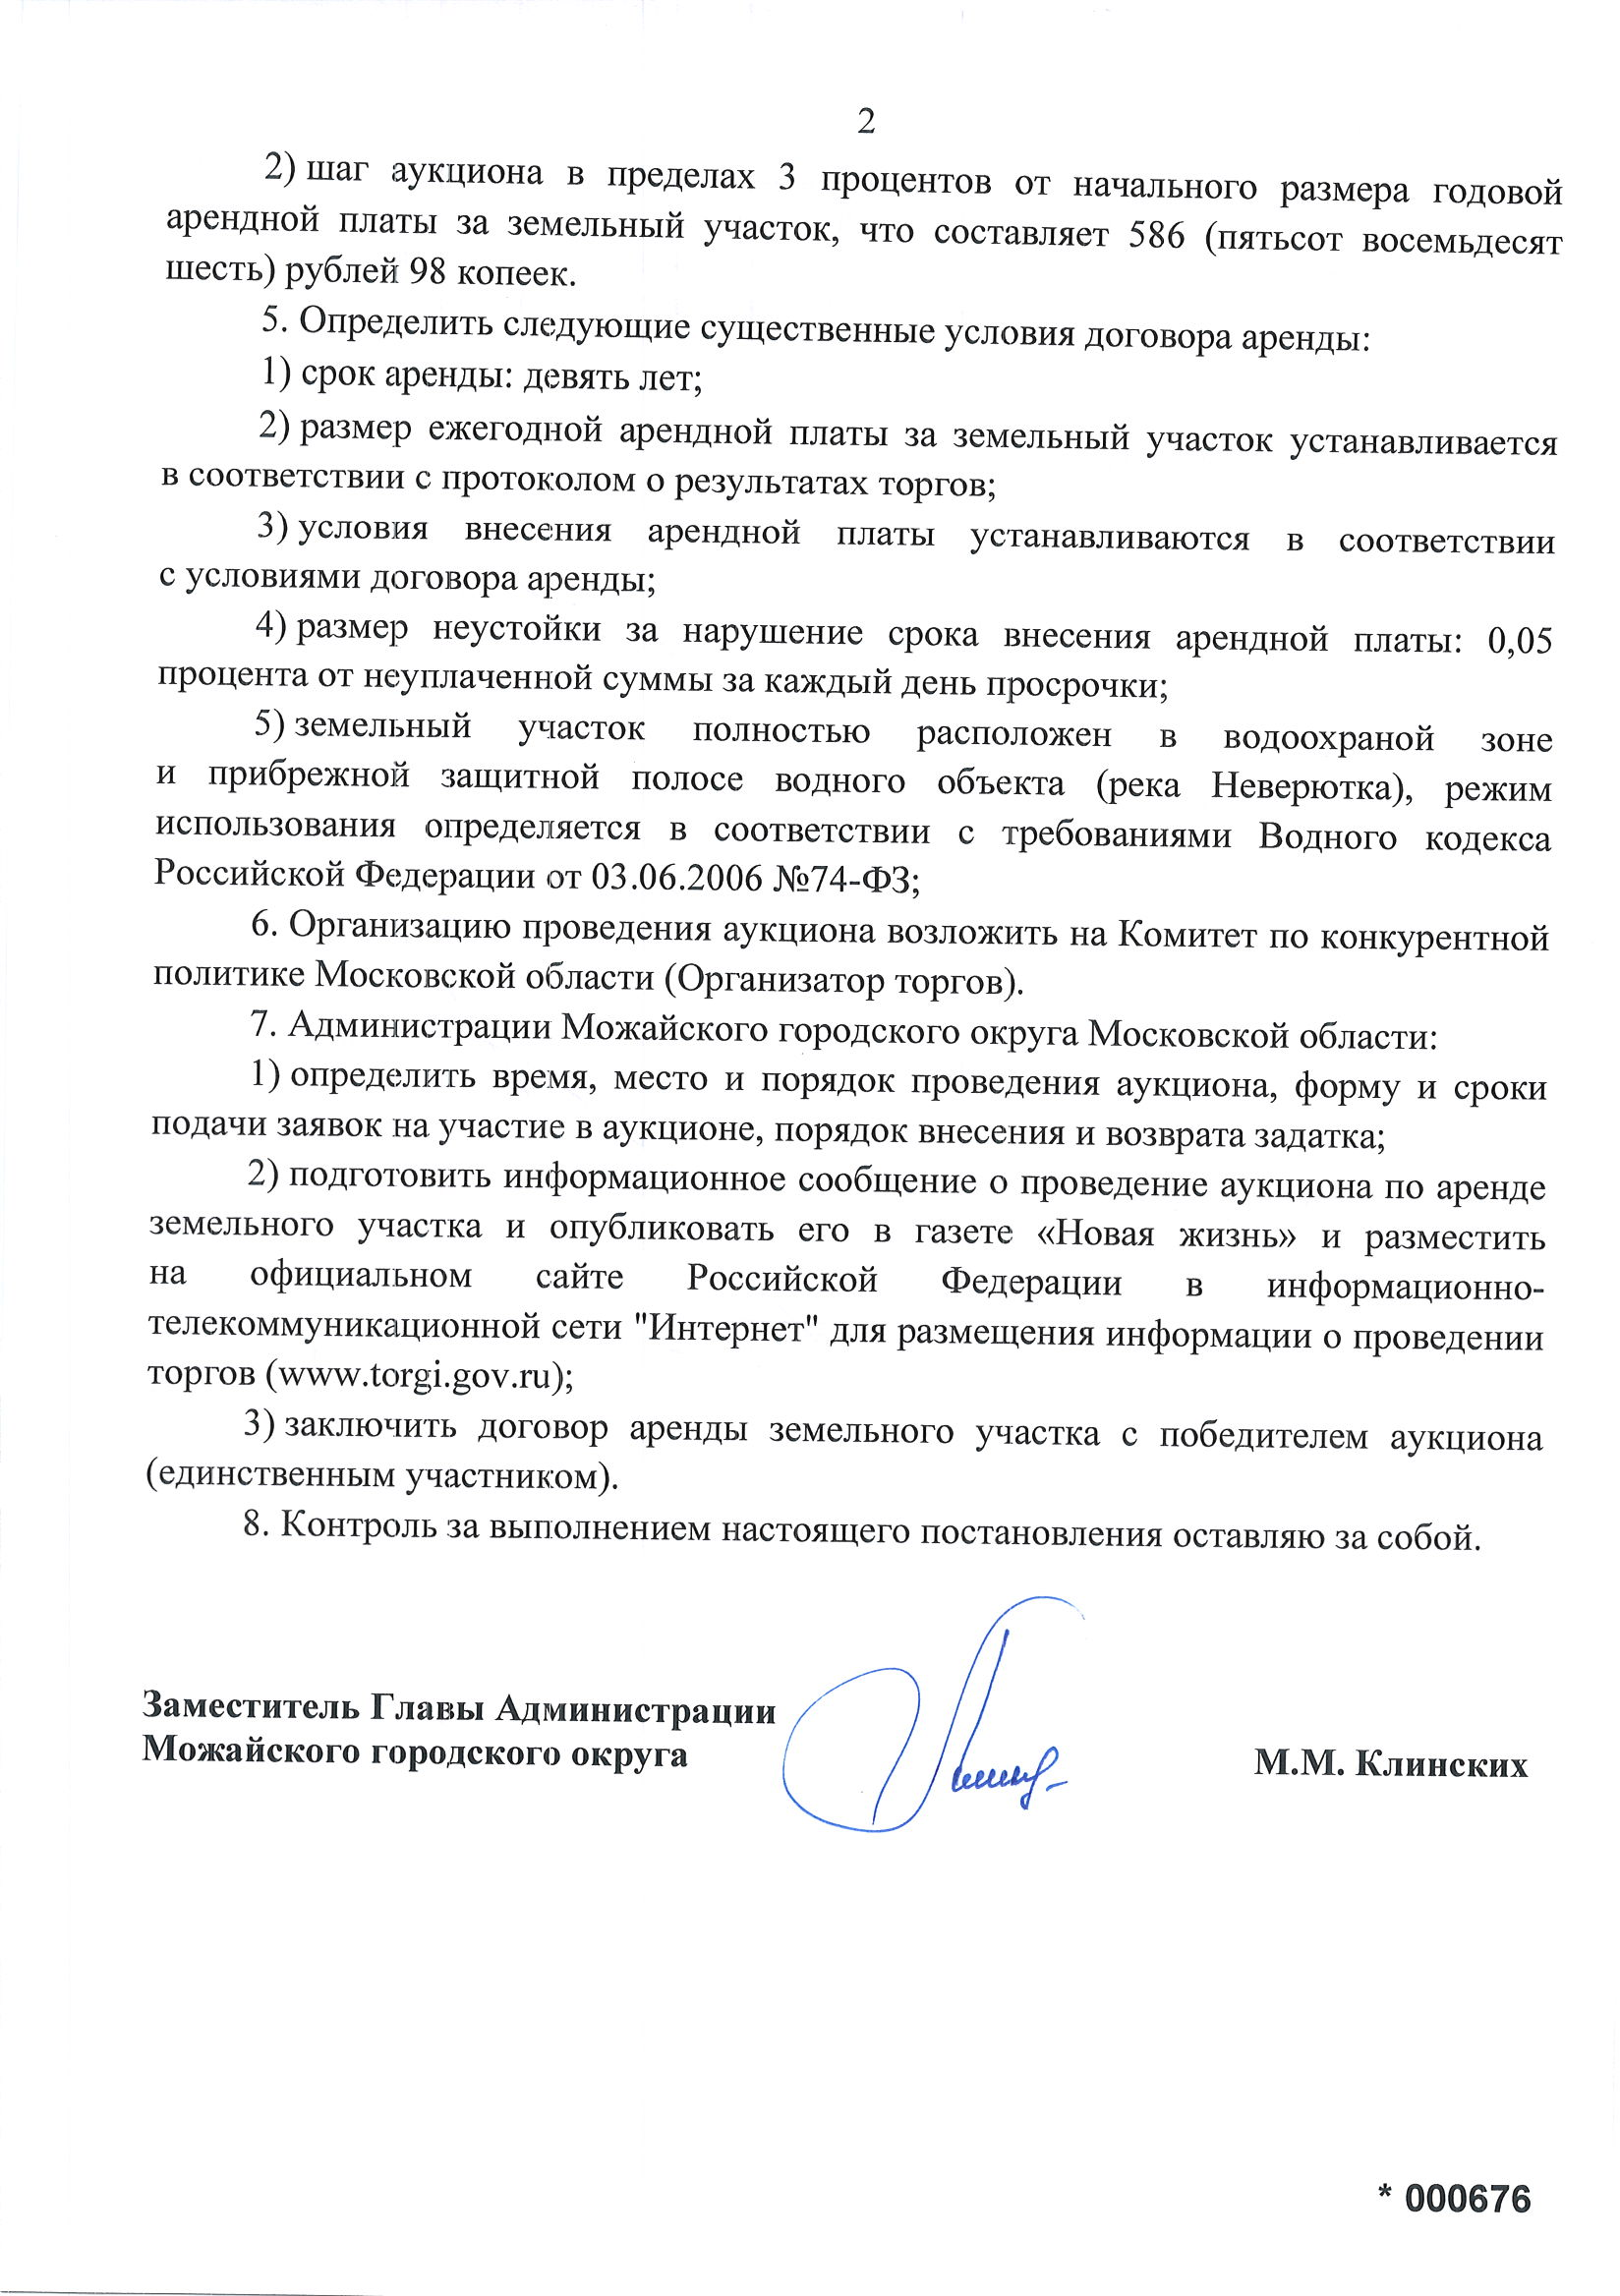 2
2) шаг аукциона в пределах 3 процентов от начального размера годовой
арендной платы за земельный участок, что составляет 586 (пятьсот восемьдесят
шесть) рублей 98 копеек.
5. Определить следующие существенные условия договора аренды:
1) срок аренды: девять лет;
2) размер ежегодной арендной платы за земельный участок устанавливается
в соответствии с протоколом о результатах торгов;
3) условия внесения арендной платы устанавливаются в соответствии
с условиями договора аренды;
4) размер неустойки за нарушение срока внесения арендной платы: 0,05
процента от неуплаченной суммы за каждый день просрочки;
5) земельный участок полностью расположен в водоохраной зоне
и прибрежной защитной полосе водного объекта (река Неверютка), режим
использования определяется в соответствии с требованиями Водного кодекса
Российской Федерации от 03.06.2006 №74-ФЗ;
6. Организацию проведения аукциона возложить на Комитет по конкурентной
политике Московской области (Организатор торгов).
7. Администрации Можайского городского округа Московской области:
1) определить время, место и порядок проведения аукциона, форму и сроки
подачи заявок на участие в аукционе, порядок внесения и возврата задатка;
2) подготовить информационное сообщение о проведение аукциона по аренде
земельного участка и опубликовать его в газете «Новая жизнь» и разместить
на официальном сайте Российской Федерации в информационно-
телекоммуникационной сети "Интернет" для размещения информации о проведении
торгов (www.torgi.gov.ru);
3) заключить договор аренды земельного участка с победителем аукциона
(единственным участником).
8. Контроль за выполнением настоящего постановления оставляю за собой.
Заместитель Главы Администрации
Можайского городского округа М.М. Клинских
* 000676